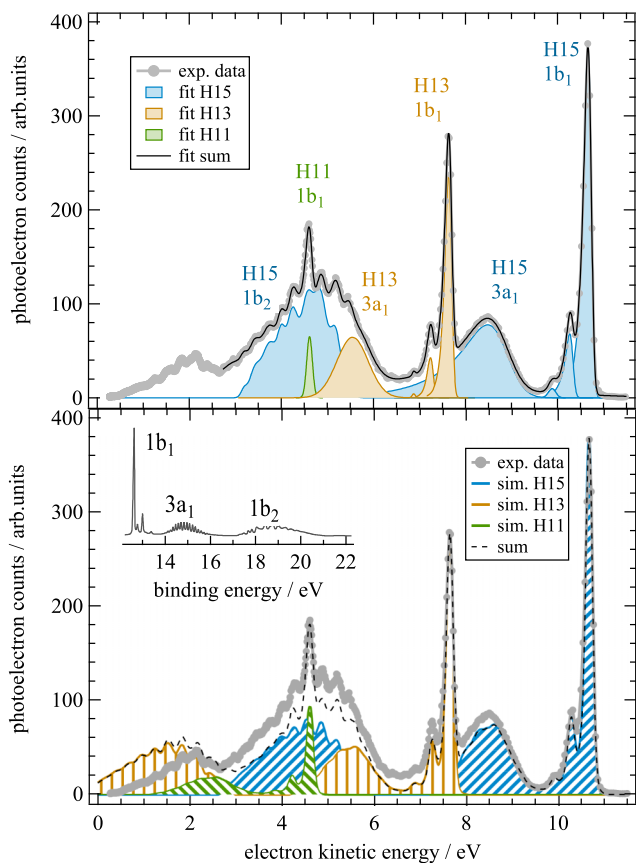 400
300
200
100
0
photoelectron counts / arb.units
exp. data
fit H15
fit H13
fit H11
fit sum
H15
1b₂
H11
1b₁
H13
3a₁
H13
1b₁
H15
3a₁
H15
1b₁
400
300
200
100
0
photoelectron counts / arb.units
1b₁
3a₁
1b₂
14 16 18 20 22
binding energy / eV
exp. data
sim. H15
sim. H13
sim. H11
sum
0 2 4 6 8 10
electron kinetic energy / eV